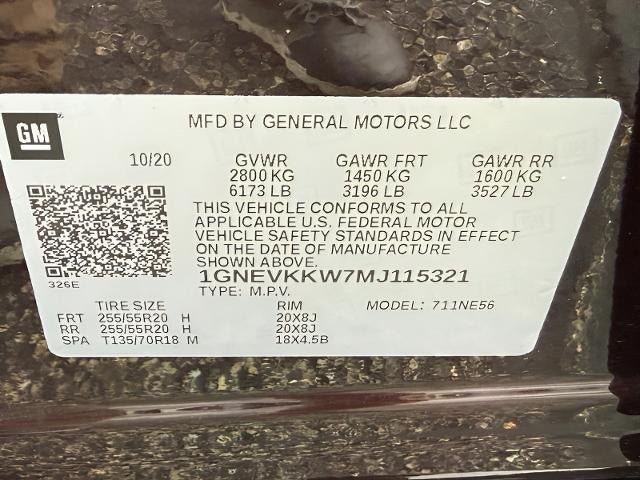 GM
MFD BY GENERAL MOTORS LLC
10/20 GVWR GAWR FRT GAWR RR
2800 KG 1450 KG 1600 KG
6173 LB 3196 LB 3527 LB
THIS VEHICLE CONFORMS TO ALL
APPLICABLE U.S. FEDERAL MOTOR
VEHICLE SAFETY STANDARDS IN EFFECT
ON THE DATE OF MANUFACTURE
SHOWN ABOVE.
326E
1GNEVKKW7MJ115321
TYPE: M.P.V. MODEL: 711NE56
TIRE SIZE RIM
FRT 255/55R20 H 20X8J
RR 255/55R20 H 20X8J
SPA T135/70R18 M 18X4.5B